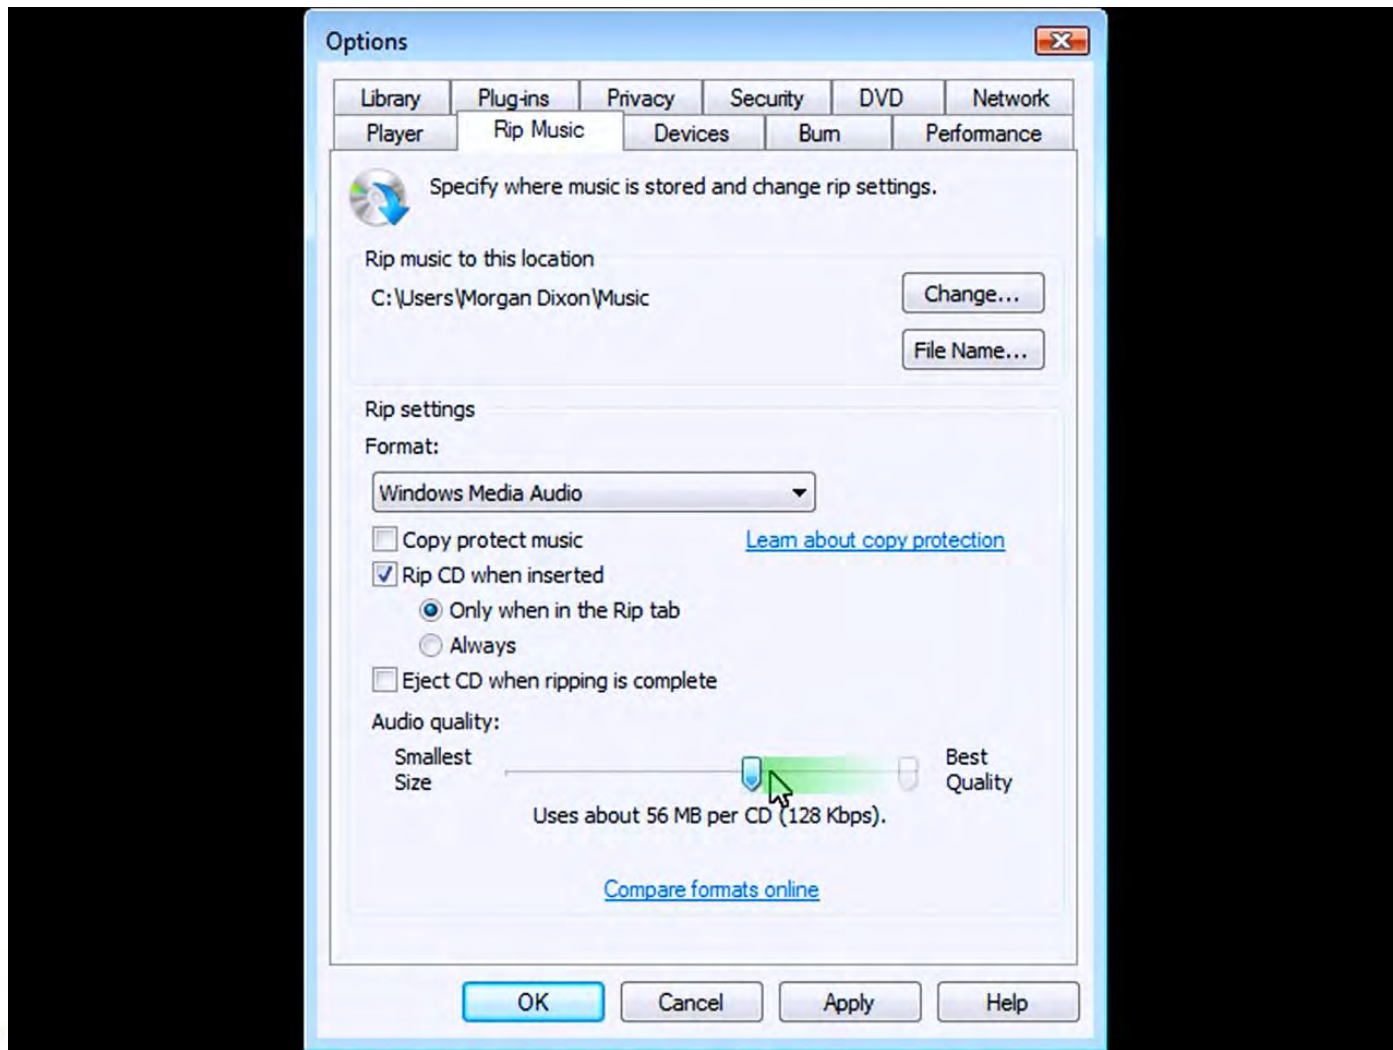 Options
Library Plug-ins Privacy Security DVD Network
Player Rip Music Devices Burn Performance
Specify where music is stored and change rip settings.
Rip music to this location
C:\Users\Morgan Dixon\Music
Change...
File Name...
Rip settings
Format:
Windows Media Audio
Copy protect music Learn about copy protection
Rip CD when inserted
Only when in the Rip tab
Always
Eject CD when ripping is complete
Audio quality:
Smallest Best
Size Quality
Uses about 56 MB per CD (128 Kbps).
Compare formats online
OK Cancel Apply Help